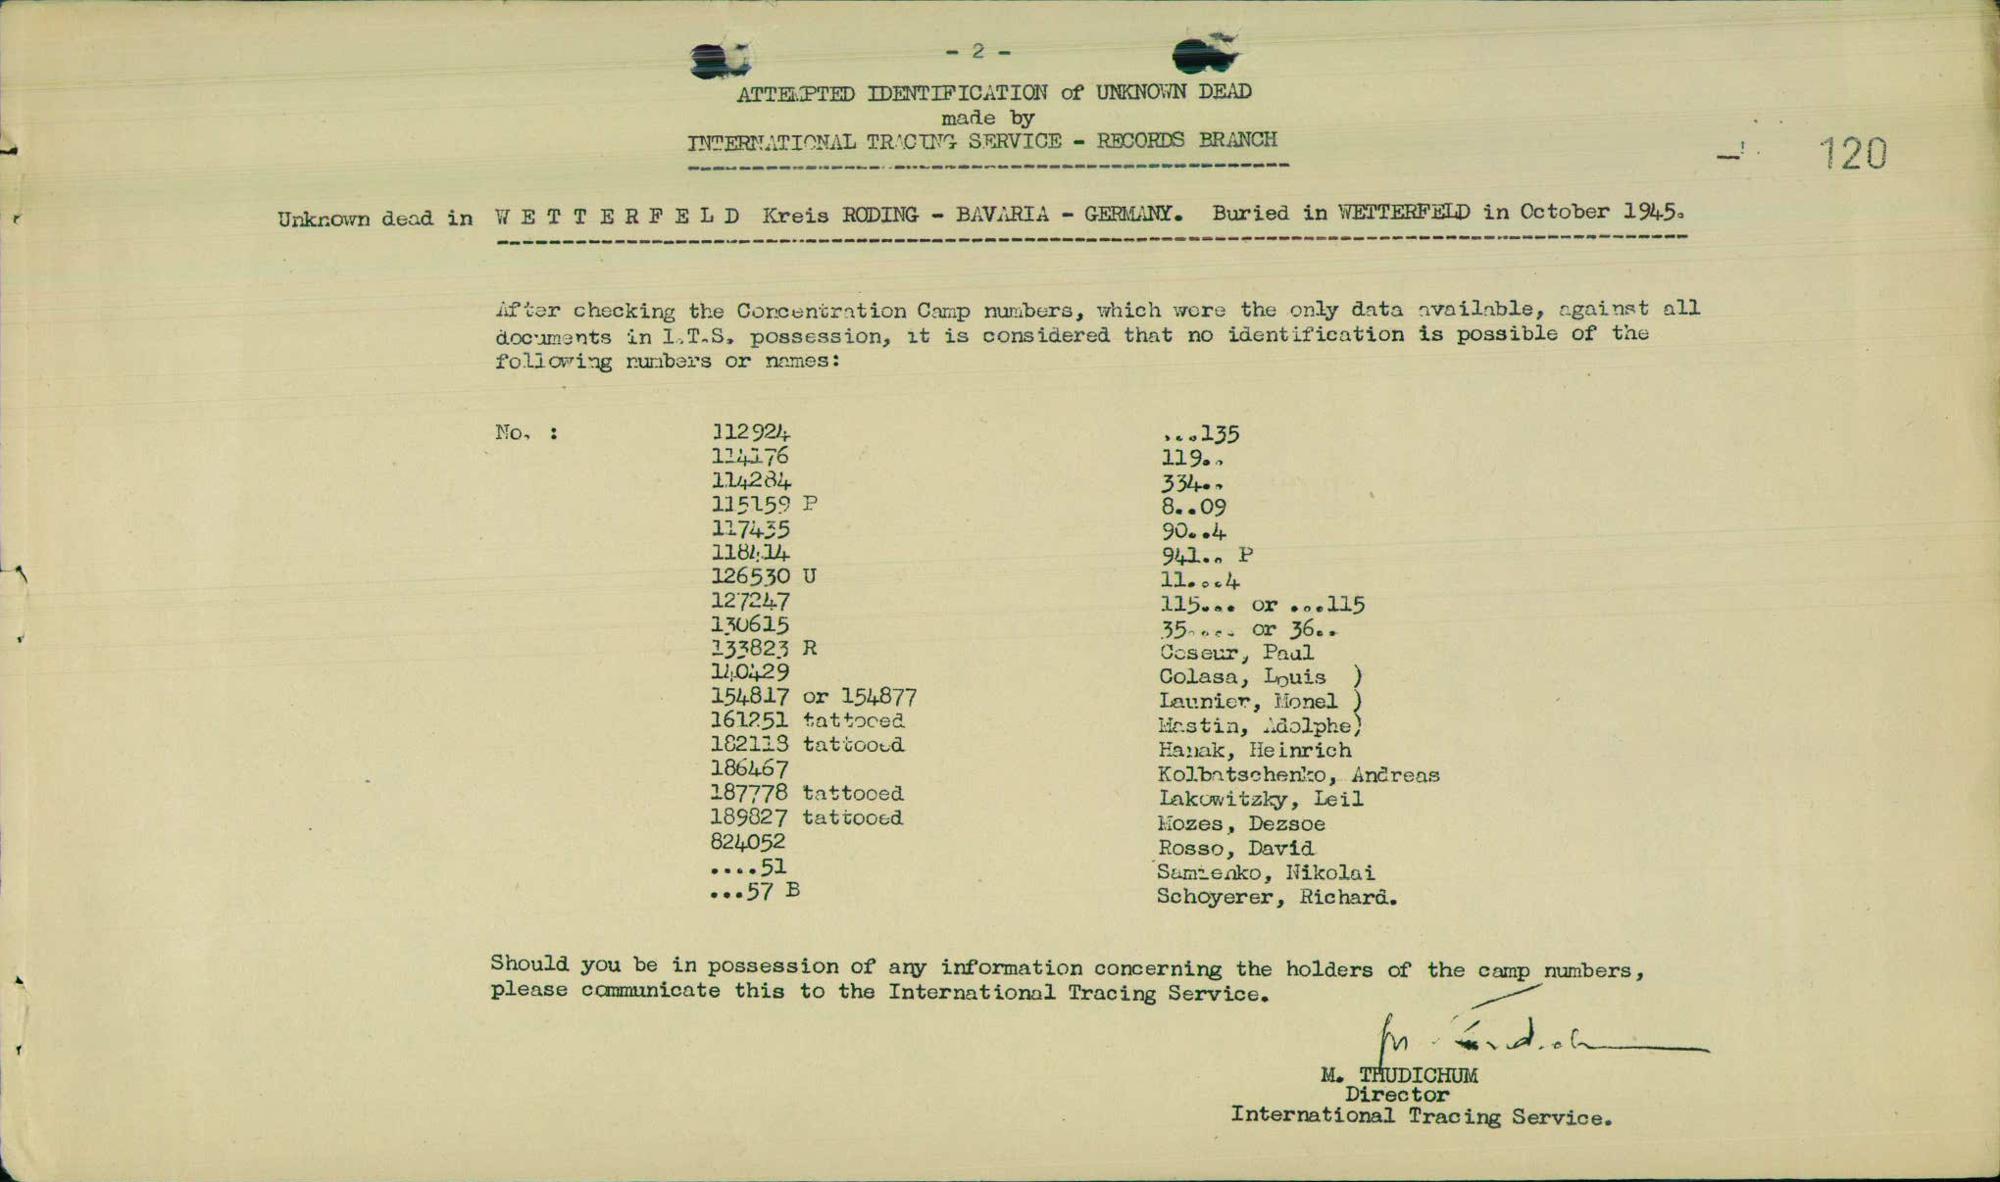 - 2 -
ATTEMPTED IDENTIFICATION of UNKNOWN DEAD
made by
INTERNATIONAL TRACING SERVICE - RECORDS BRANCH
120
Unknown dead in W E T T E R F E L D Kreis RODING - BAVARIA - GERMANY. Buried in WETTERFELD in October 1945.
After checking the Concentration Camp numbers, which were the only data available, against all
documents in I.T.S. possession, it is considered that no identification is possible of the
following numbers or names:
No. :
112924
114176
114284
115159 P
117435
118414
126530 U
127247
130615
133823 R
140429
154817 or 154877
161251 tattooed
182113 tattooed
186467
187778 tattooed
189827 tattooed
824052
....51
...57 B
....135
119..
334..
8..09
90..4
941.. P
11....4
115... or ...115
35..... or 36..
Coseur, Paul
Colasa, Louis )
Launier, Monel )
Mastin, Adolphe)
Hanak, Heinrich
Kolbatschenko, Andreas
Lakowitzky, Leil
Mozes, Dezsoe
Rosso, David
Samienko, Nikolai
Schoyerer, Richard.
Should you be in possession of any information concerning the holders of the camp numbers,
please communicate this to the International Tracing Service.
M. THUDICHUM
Director
International Tracing Service.